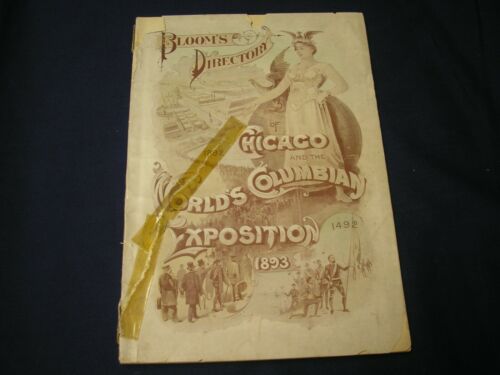 BLOOM'S
DIRECTORY
OF
CHICAGO
AND THE
WORLD'S COLUMBIAN
EXPOSITION
1492
1893